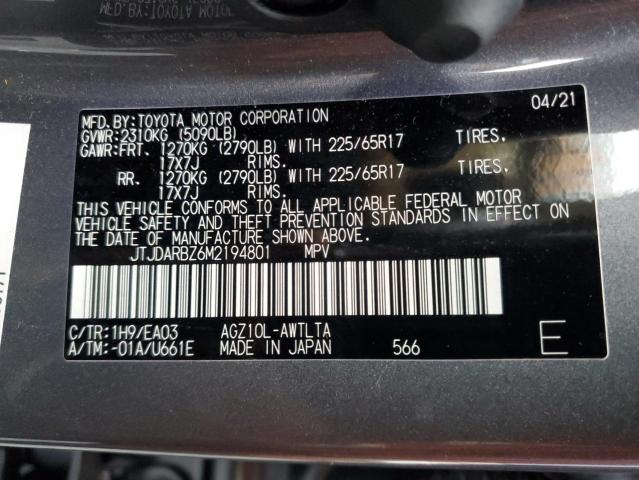 MFD.BY:TOYOTA MOTOR CORPORATION 04/21
GVWR:2310KG (5090LB)
GAWR:FRT. 1270KG (2790LB) WITH 225/65R17 TIRES.
17X7J RIMS.
RR. 1270KG (2790LB) WITH 225/65R17 TIRES.
17X7J RIMS.
THIS VEHICLE CONFORMS TO ALL APPLICABLE FEDERAL MOTOR
VEHICLE SAFETY AND THEFT PREVENTION STANDARDS IN EFFECT ON
THE DATE OF MANUFACTURE SHOWN ABOVE.
JTJDARBZ6M2194801 MPV
C/TR:1H9/EA03 AGZ10L-AWTLTA
A/TM:-01A/U661E MADE IN JAPAN 566 E